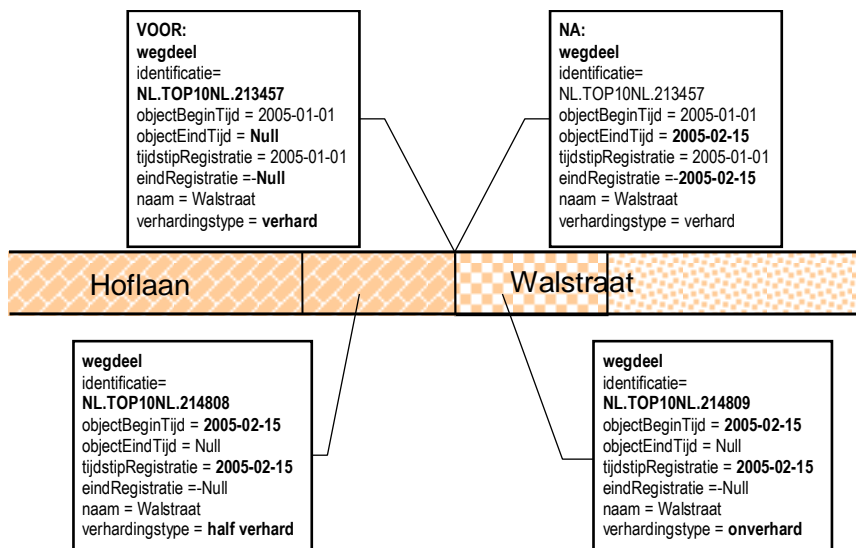 VOOR:
wegdeel
identificatie=
NL.TOP10NL.213457
objectBeginTijd = 2005-01-01
objectEindTijd = Null
tijdstipRegistratie = 2005-01-01
eindRegistratie =-Null
naam = Walstraat
verhardingstype = verhard
NA:
wegdeel
identificatie=
NL.TOP10NL.213457
objectBeginTijd = 2005-01-01
objectEindTijd = 2005-02-15
tijdstipRegistratie = 2005-01-01
eindRegistratie =-2005-02-15
naam = Walstraat
verhardingstype = verhard
Hoflaan
Walstraat
wegdeel
identificatie=
NL.TOP10NL.214808
objectBeginTijd = 2005-02-15
objectEindTijd = Null
tijdstipRegistratie = 2005-02-15
eindRegistratie =-Null
naam = Walstraat
verhardingstype = half verhard
wegdeel
identificatie=
NL.TOP10NL.214809
objectBeginTijd = 2005-02-15
objectEindTijd = Null
tijdstipRegistratie = 2005-02-15
eindRegistratie =-Null
naam = Walstraat
verhardingstype = onverhard